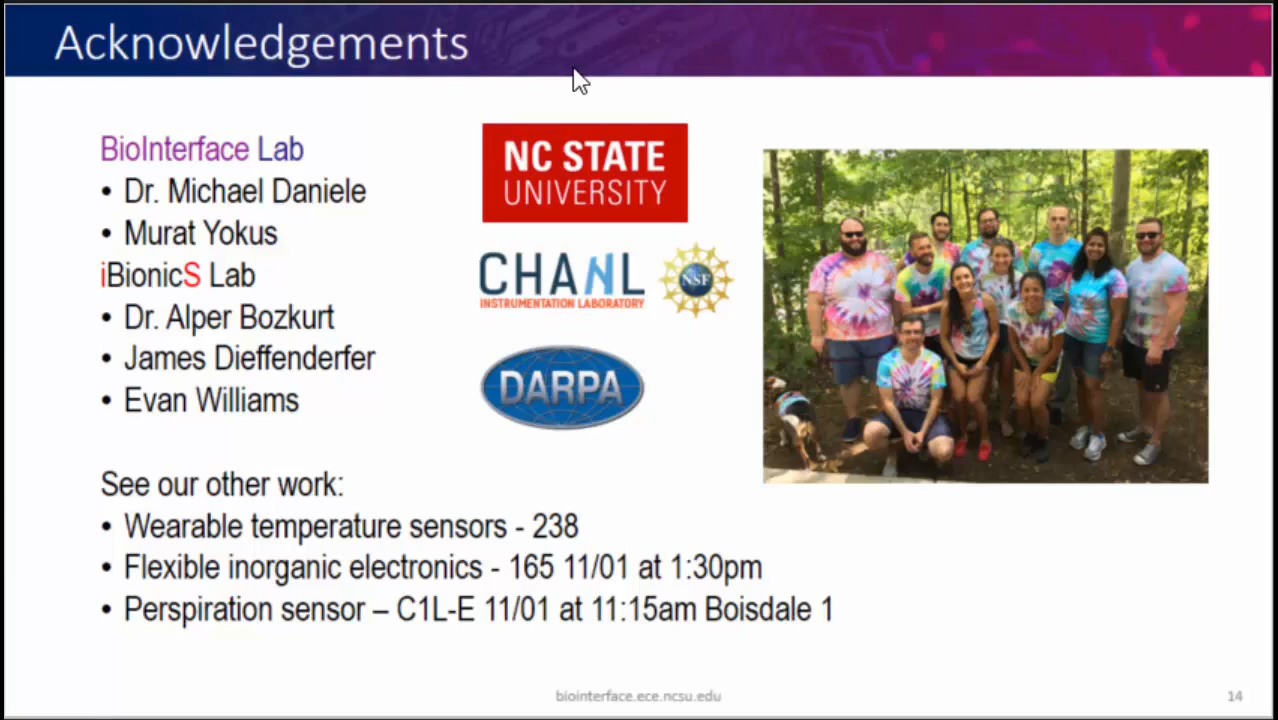 Acknowledgements
BioInterface Lab
• Dr. Michael Daniele
• Murat Yokus
iBionicS Lab
• Dr. Alper Bozkurt
• James Dieffenderfer
• Evan Williams
NC STATE
UNIVERSITY
CHANL
INSTRUMENTATION LABORATORY
NSF
DARPA
See our other work:
• Wearable temperature sensors - 238
• Flexible inorganic electronics - 165 11/01 at 1:30pm
• Perspiration sensor – C1L-E 11/01 at 11:15am Boisdale 1
biointerface.ece.ncsu.edu
14